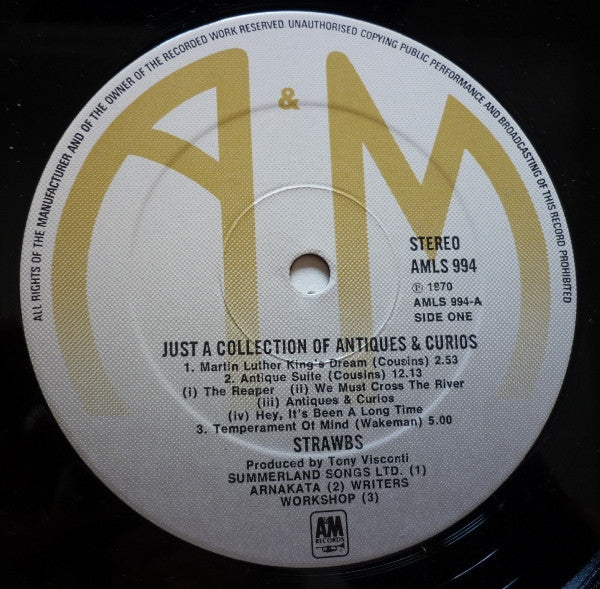 ALL RIGHTS OF THE MANUFACTURER AND OF THE OWNER OF THE RECORDED WORK RESERVED. UNAUTHORISED COPYING PUBLIC PERFORMANCE AND BROADCASTING OF THIS RECORD PROHIBITED
A & M
STEREO
AMLS 994
℗ 1970
AMLS 994-A
SIDE ONE
JUST A COLLECTION OF ANTIQUES & CURIOS
1. Martin Luther King's Dream (Cousins) 2.53
2. Antique Suite (Cousins) 12.13
(i) The Reaper (ii) We Must Cross The River
(iii) Antiques & Curios
(iv) Hey, It's Been A Long Time
3. Temperament Of Mind (Wakeman) 5.00
STRAWBS
Produced by Tony Visconti
SUMMERLAND SONGS LTD. (1)
ARNAKATA (2) WRITERS
WORKSHOP (3)
AM
RECORDS